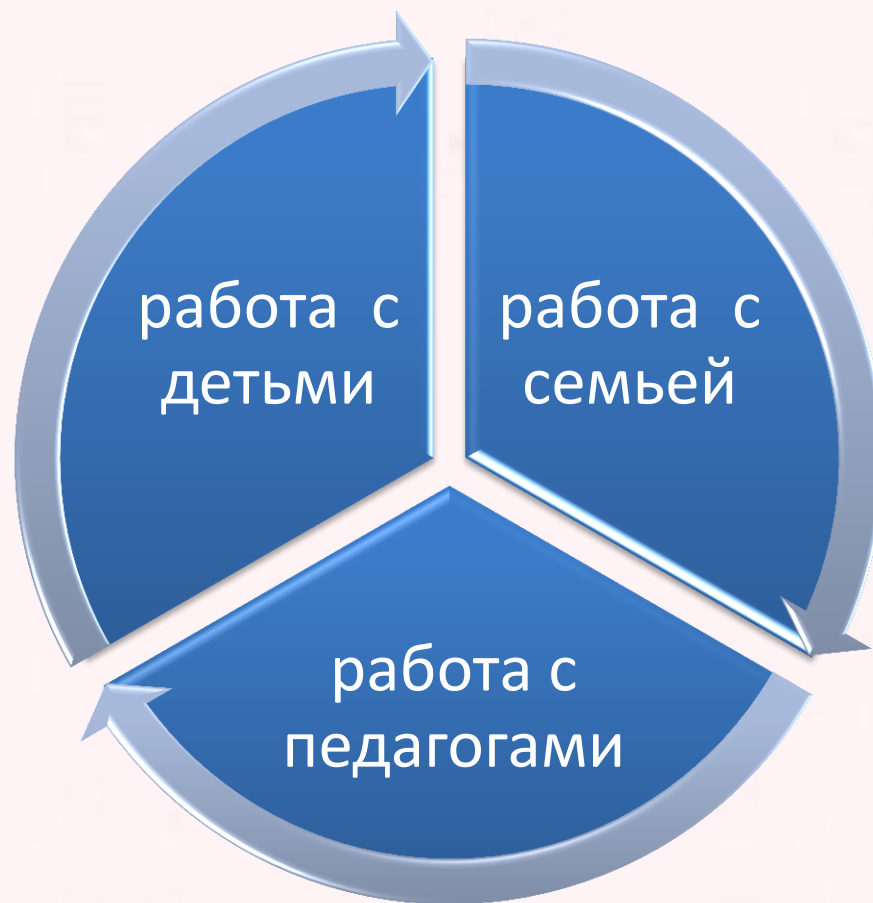 работа с
детьми
работа с
семьей
работа с
педагогами